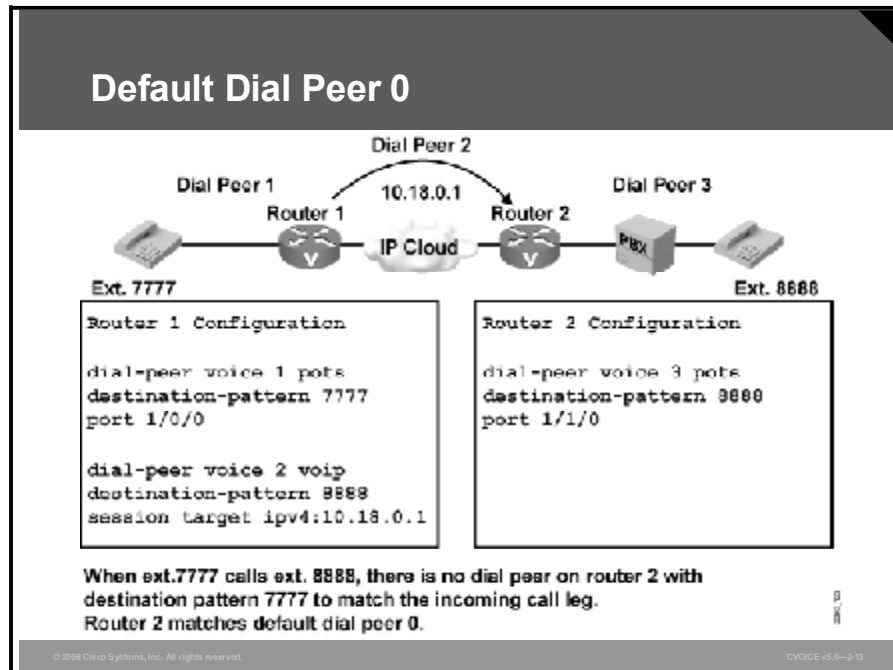 Default Dial Peer 0
Dial Peer 2
Dial Peer 1
10.18.0.1
Dial Peer 3
Router 1
Router 2
IP Cloud
PBX
V
V
Ext. 7777
Ext. 8888
Router 1 Configuration
dial-peer voice 1 pots
destination-pattern 7777
port 1/0/0
dial-peer voice 2 voip
destination-pattern 8888
session target ipv4:10.18.0.1
Router 2 Configuration
dial-peer voice 3 pots
destination-pattern 8888
port 1/1/0
When ext.7777 calls ext. 8888, there is no dial peer on router 2 with
destination pattern 7777 to match the incoming call leg.
Router 2 matches default dial peer 0.
© 2006 Cisco Systems, Inc. All rights reserved.
CVOICE v5.0—2-13